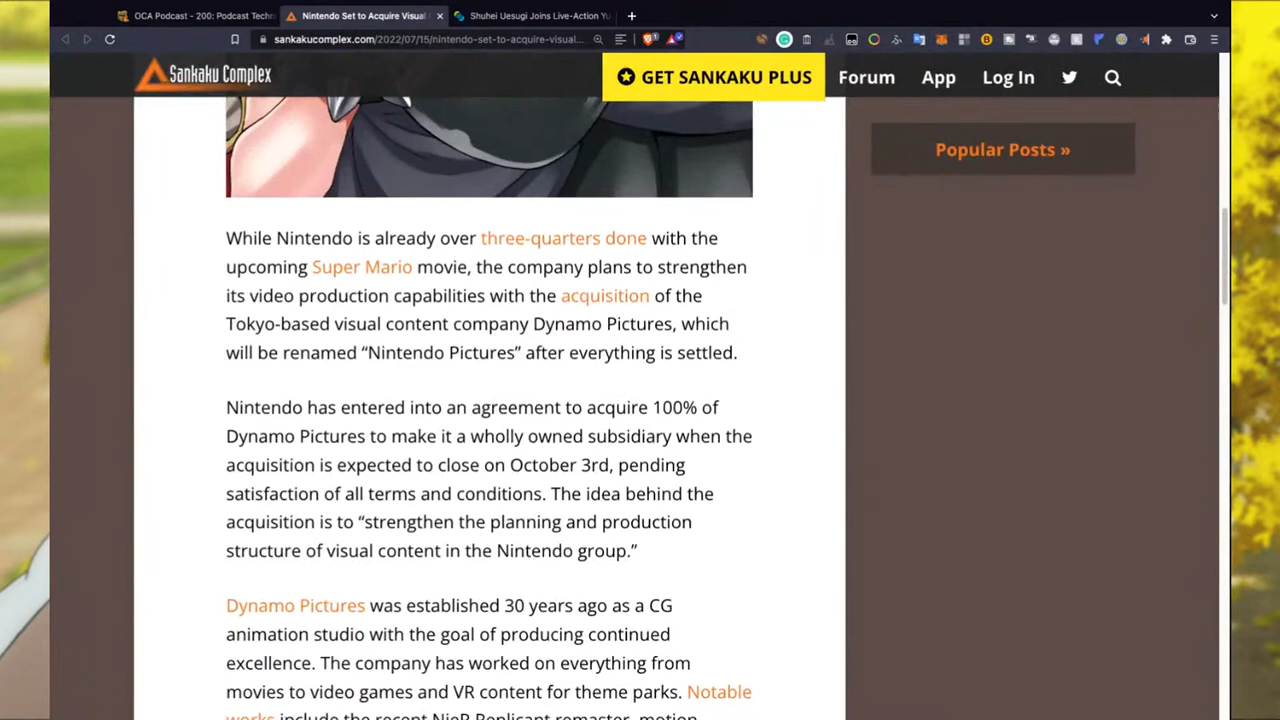 OCA Podcast - 200: Podcast Techn
Nintendo Set to Acquire Visual
Shuhei Uesugi Joins Live-Action Yu
sankakucomplex.com/2022/07/15/nintendo-set-to-acquire-visual...
Sankaku Complex
GET SANKAKU PLUS
Forum
App
Log In
Popular Posts »
While Nintendo is already over three-quarters done with the
upcoming Super Mario movie, the company plans to strengthen
its video production capabilities with the acquisition of the
Tokyo-based visual content company Dynamo Pictures, which
will be renamed “Nintendo Pictures” after everything is settled.
Nintendo has entered into an agreement to acquire 100% of
Dynamo Pictures to make it a wholly owned subsidiary when the
acquisition is expected to close on October 3rd, pending
satisfaction of all terms and conditions. The idea behind the
acquisition is to “strengthen the planning and production
structure of visual content in the Nintendo group.”
Dynamo Pictures was established 30 years ago as a CG
animation studio with the goal of producing continued
excellence. The company has worked on everything from
movies to video games and VR content for theme parks. Notable
works include the recent NieR Replicant remaster, motion